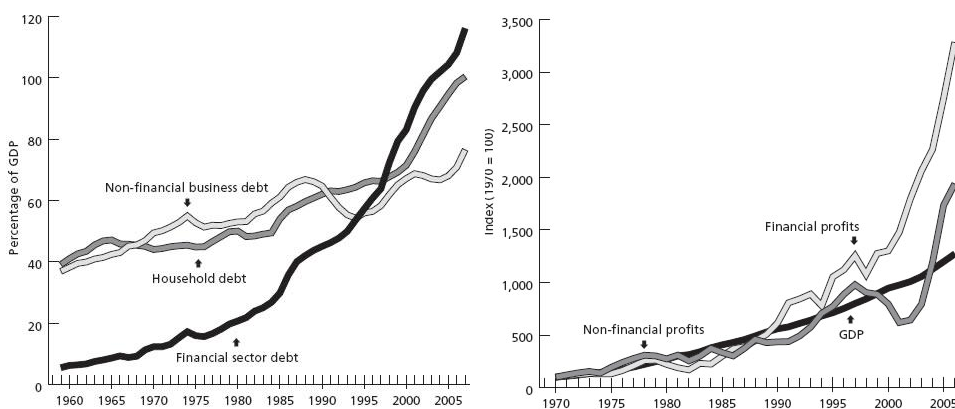 120
100
80
60
40
20
0
Percentage of GDP
Non-financial business debt
Household debt
Financial sector debt
1960 1965 1970 1975 1980 1985 1990 1995 2000 2005
3,500
3,000
2,500
2,000
1,500
1,000
500
0
Index (1970 = 100)
Financial profits
Non-financial profits
GDP
1970 1975 1980 1985 1990 1995 2000 2005